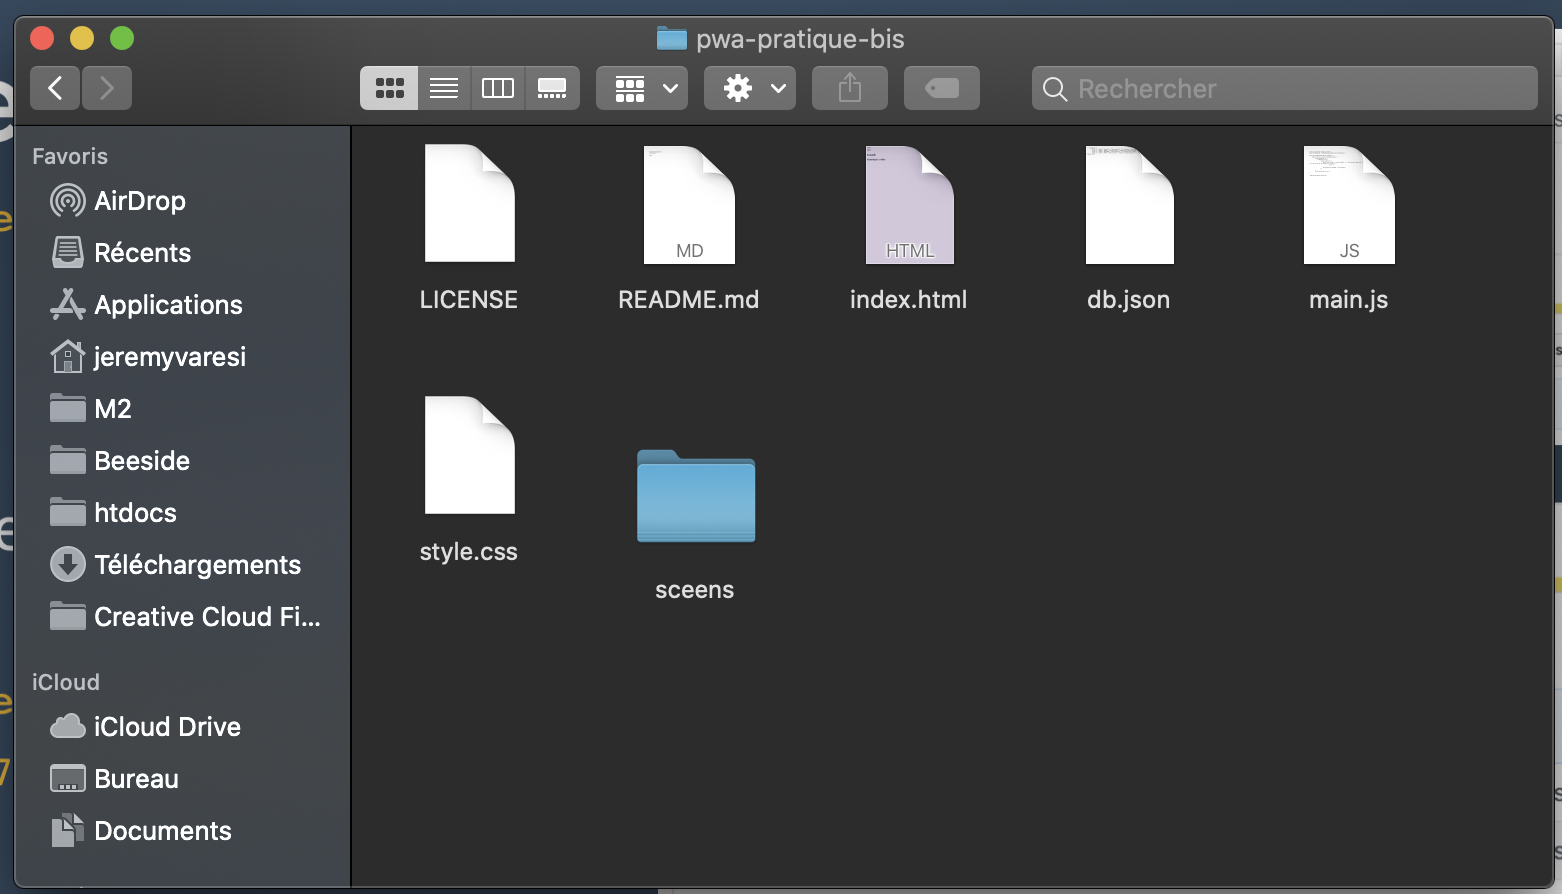 pwa-pratique-bis
Rechercher
Favoris
AirDrop
Récents
Applications
jeremyvaresi
M2
Beeside
htdocs
Téléchargements
Creative Cloud Fi...
iCloud
iCloud Drive
Bureau
Documents
MD
HTML
JS
LICENSE
README.md
index.html
db.json
main.js
style.css
sceens